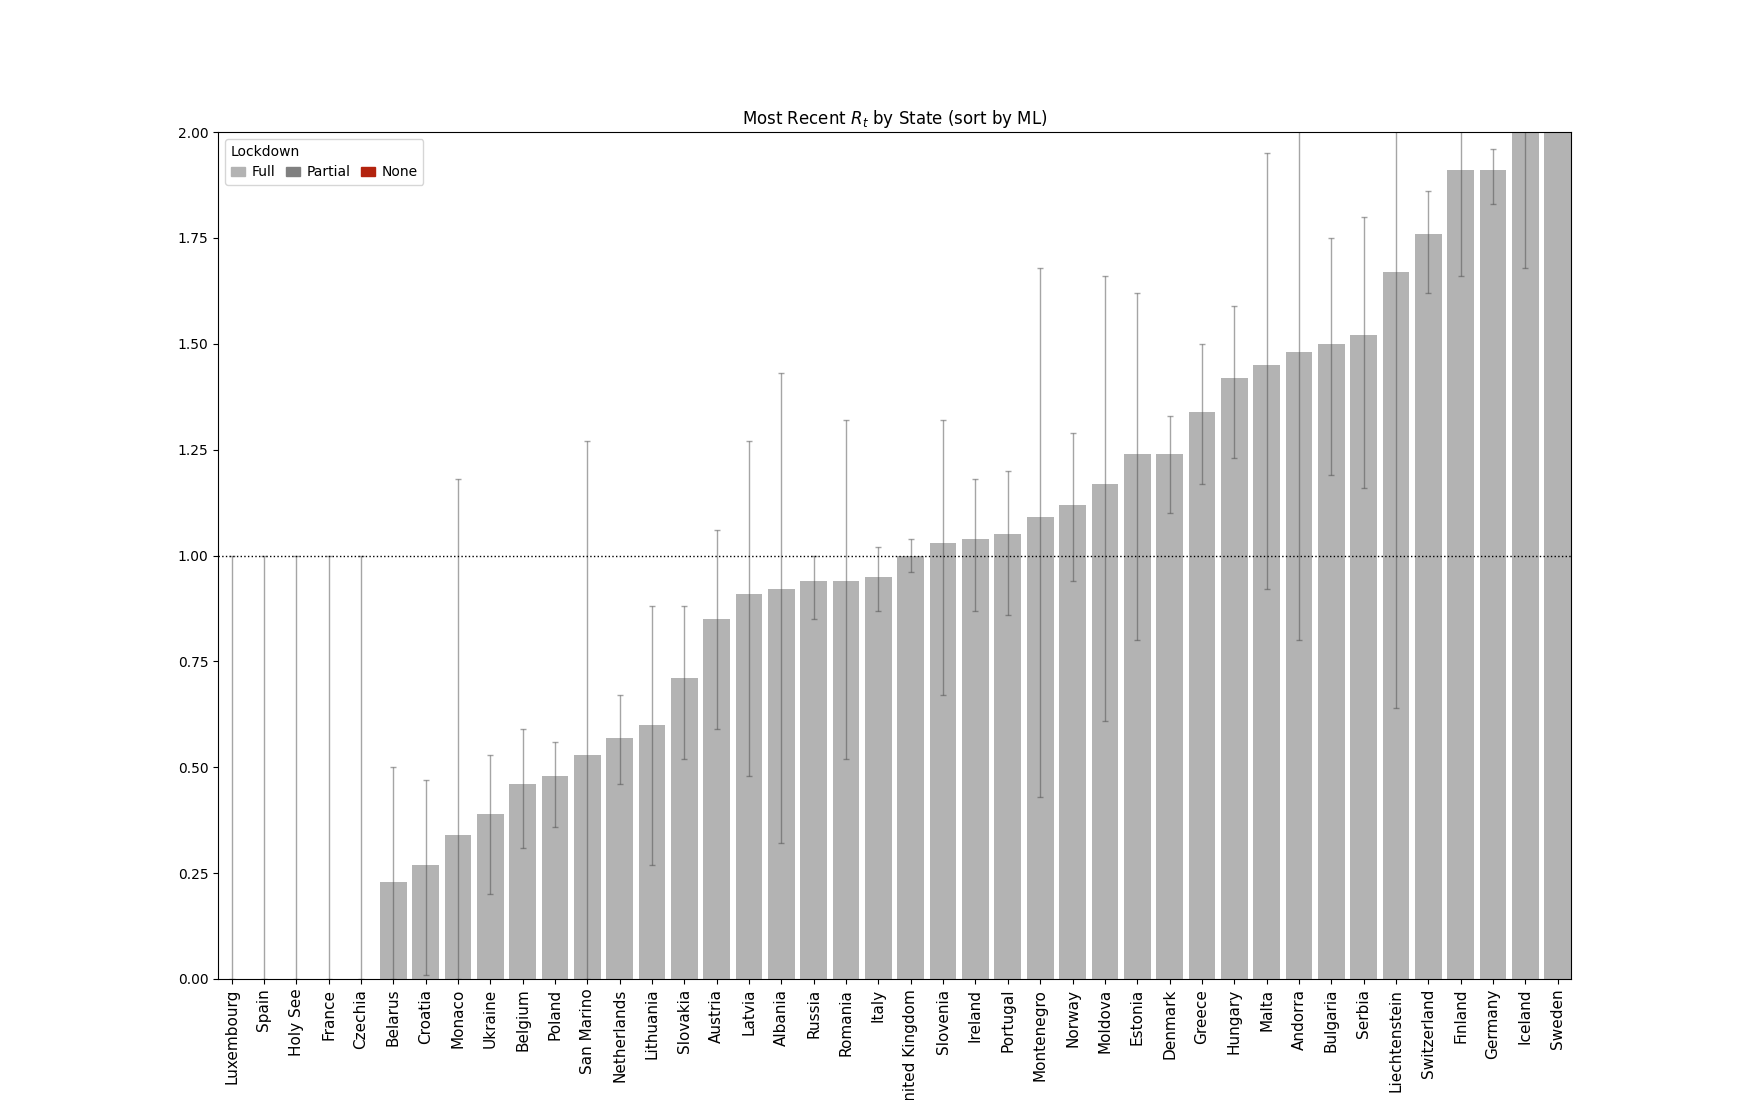 Most Recent Rt by State (sort by ML)
Lockdown
Full Partial None
2.00
1.75
1.50
1.25
1.00
0.75
0.50
0.25
0.00
Luxembourg
Spain
Holy See
France
Czechia
Belarus
Croatia
Monaco
Ukraine
Belgium
Poland
San Marino
Netherlands
Lithuania
Slovakia
Austria
Latvia
Albania
Russia
Romania
Italy
nited Kingdom
Slovenia
Ireland
Portugal
Montenegro
Norway
Moldova
Estonia
Denmark
Greece
Hungary
Malta
Andorra
Bulgaria
Serbia
Liechtenstein
Switzerland
Finland
Germany
Iceland
Sweden